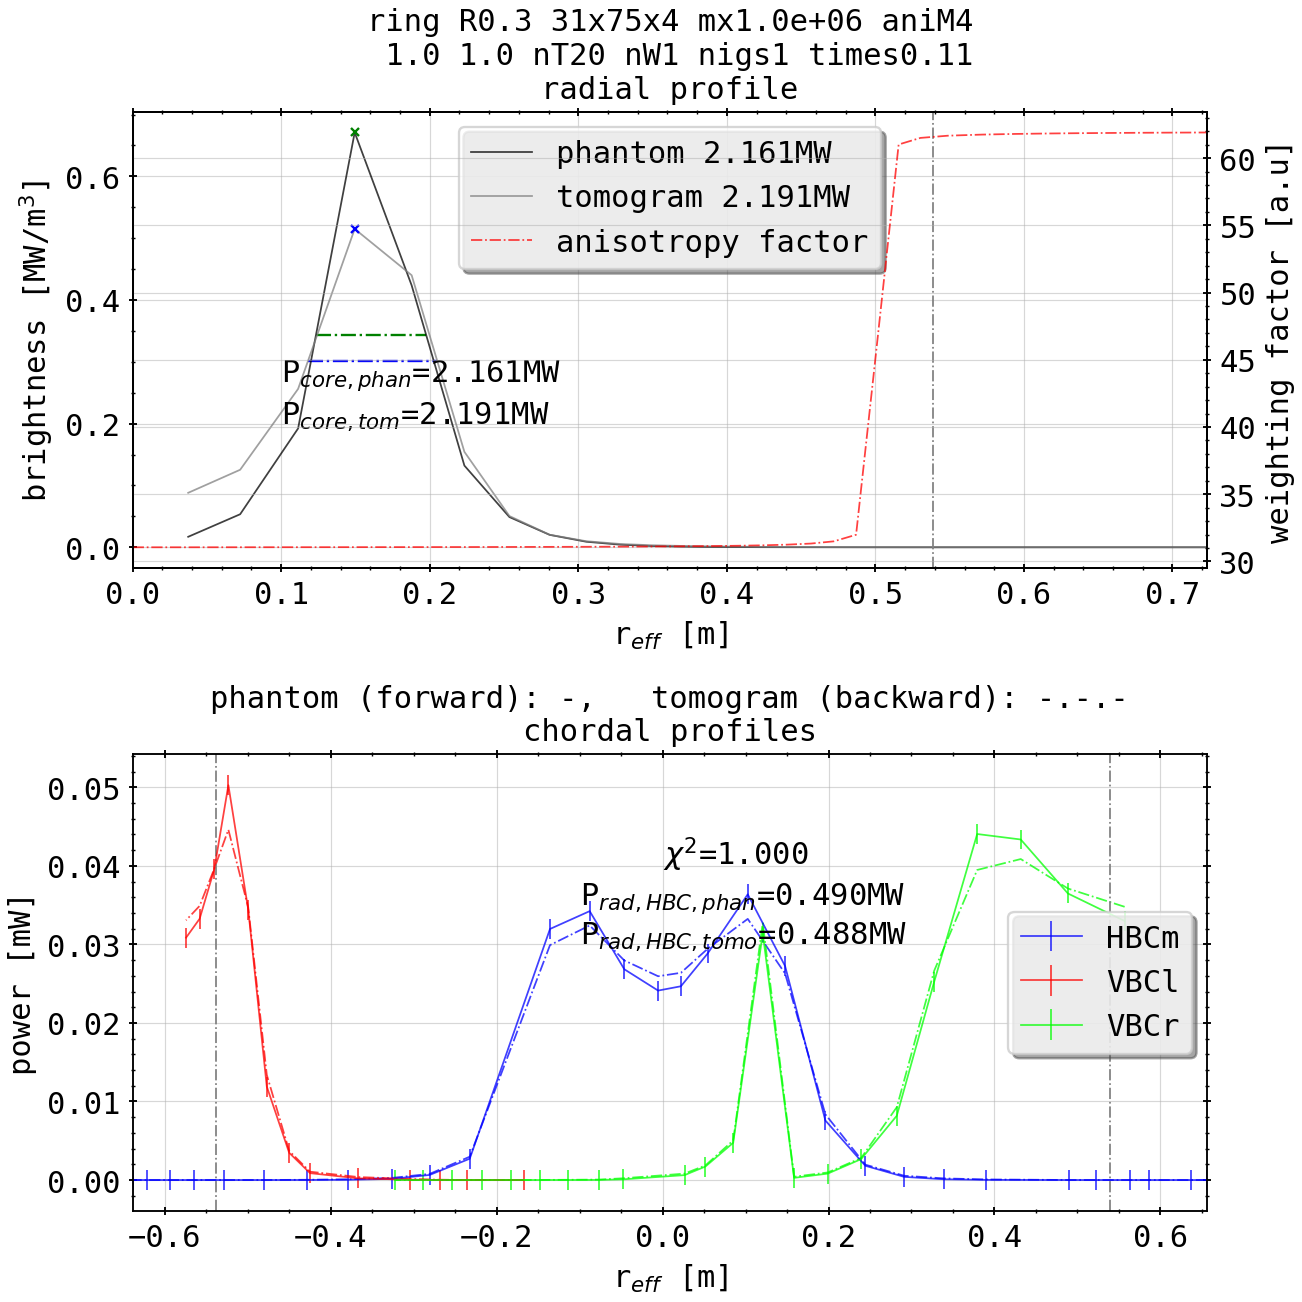 ring R0.3 31x75x4 mx1.0e+06 aniM4
1.0 1.0 nT20 nW1 nigs1 times0.11
radial profile
phantom 2.161MW
tomogram 2.191MW
anisotropy factor
P_core,phan=2.161MW
P_core,tom=2.191MW
brightness [MW/m³]
0.6
0.4
0.2
0.0
weighting factor [a.u]
60
55
50
45
40
35
30
0.0 0.1 0.2 0.3 0.4 0.5 0.6 0.7
r_eff [m]
phantom (forward): -,   tomogram (backward): -.-.-
chordal profiles
χ²=1.000
P_rad,HBC,phan=0.490MW
P_rad,HBC,tomo=0.488MW
HBCm
VBCl
VBCr
power [mW]
0.05
0.04
0.03
0.02
0.01
0.00
−0.6 −0.4 −0.2 0.0 0.2 0.4 0.6
r_eff [m]